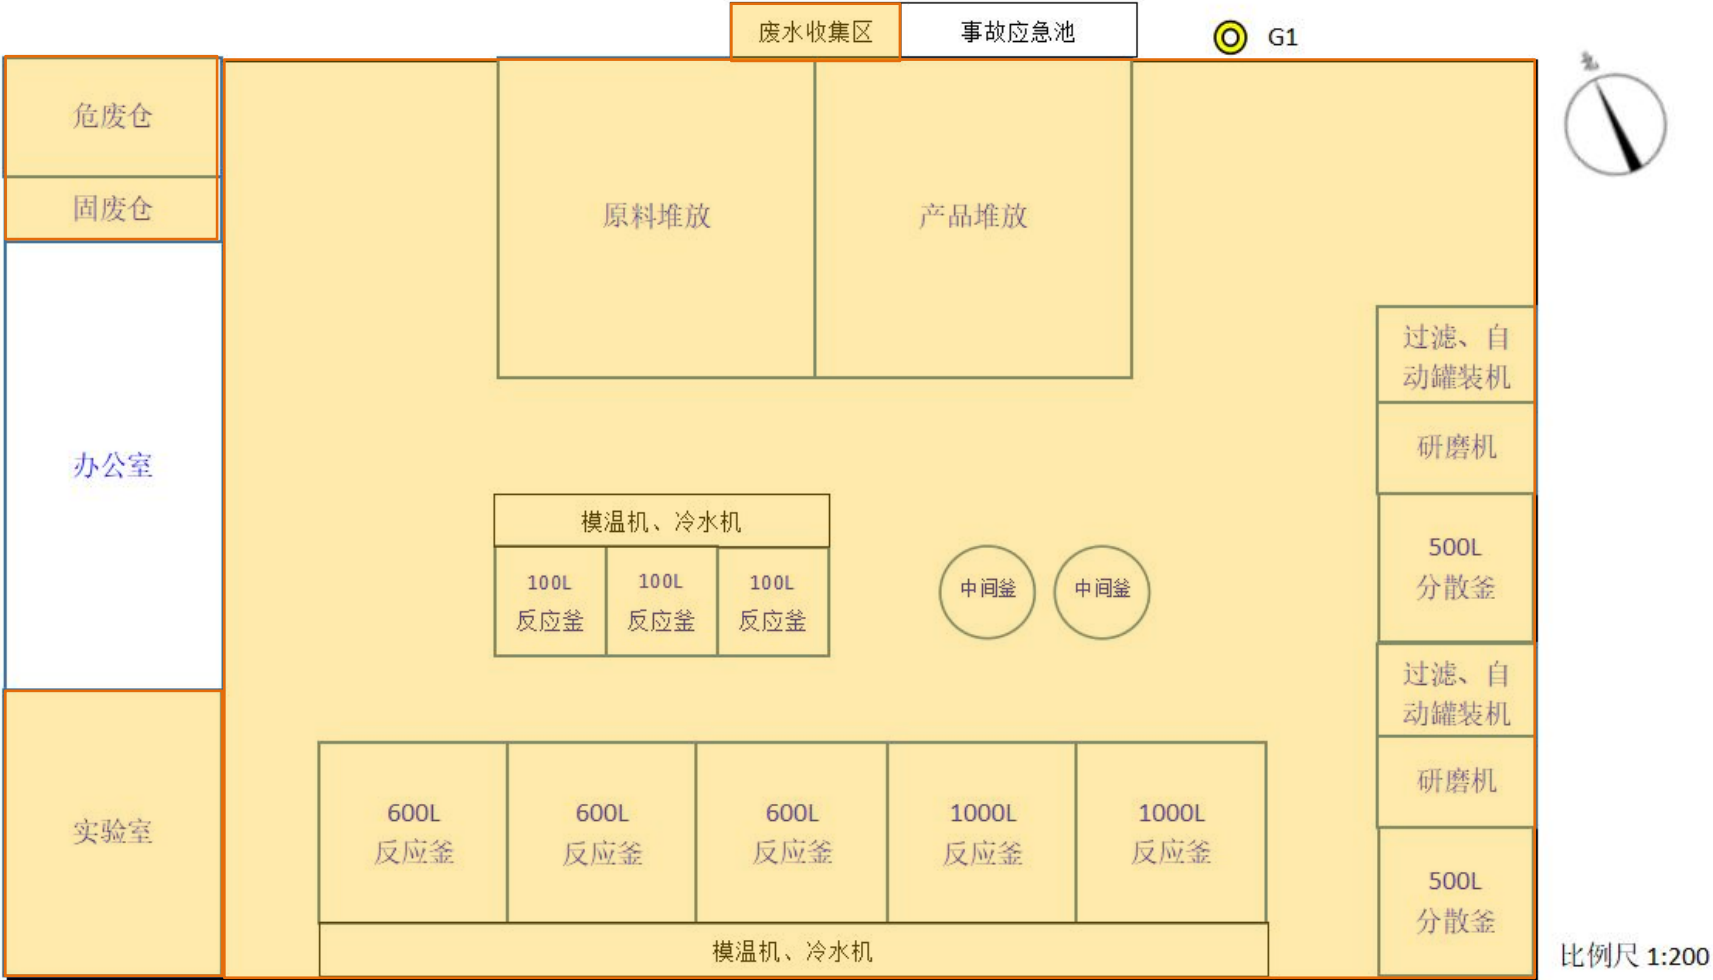 废水收集区
事故应急池
G1
北
危废仓
固废仓
原料堆放
产品堆放
过滤、自
动罐装机
研磨机
办公室
模温机、冷水机
100L
反应釜
100L
反应釜
100L
反应釜
中间釜
中间釜
500L
分散釜
过滤、自
动罐装机
研磨机
实验室
600L
反应釜
600L
反应釜
600L
反应釜
1000L
反应釜
1000L
反应釜
500L
分散釜
模温机、冷水机
比例尺 1:200